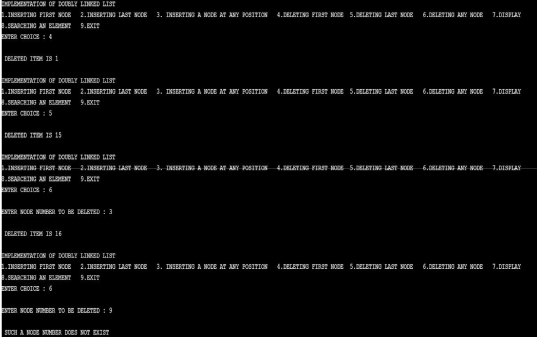 IMPLEMENTATION OF DOUBLY LINKED LIST
1.INSERTING FIRST NODE 2.INSERTING LAST NODE 3. INSERTING A NODE AT ANY POSITION 4.DELETING FIRST NODE 5.DELETING LAST NODE 6.DELETING ANY NODE 7.DISPLAY
8.SEARCHING AN ELEMENT 9.EXIT
ENTER CHOICE : 4
DELETED ITEM IS 1
IMPLEMENTATION OF DOUBLY LINKED LIST
1.INSERTING FIRST NODE 2.INSERTING LAST NODE 3. INSERTING A NODE AT ANY POSITION 4.DELETING FIRST NODE 5.DELETING LAST NODE 6.DELETING ANY NODE 7.DISPLAY
8.SEARCHING AN ELEMENT 9.EXIT
ENTER CHOICE : 5
DELETED ITEM IS 15
IMPLEMENTATION OF DOUBLY LINKED LIST
1.INSERTING FIRST NODE 2.INSERTING LAST NODE 3. INSERTING A NODE AT ANY POSITION 4.DELETING FIRST NODE 5.DELETING LAST NODE 6.DELETING ANY NODE 7.DISPLAY
8.SEARCHING AN ELEMENT 9.EXIT
ENTER CHOICE : 6
ENTER NODE NUMBER TO BE DELETED : 3
DELETED ITEM IS 16
IMPLEMENTATION OF DOUBLY LINKED LIST
1.INSERTING FIRST NODE 2.INSERTING LAST NODE 3. INSERTING A NODE AT ANY POSITION 4.DELETING FIRST NODE 5.DELETING LAST NODE 6.DELETING ANY NODE 7.DISPLAY
8.SEARCHING AN ELEMENT 9.EXIT
ENTER CHOICE : 6
ENTER NODE NUMBER TO BE DELETED : 9
SUCH A NODE NUMBER DOES NOT EXIST